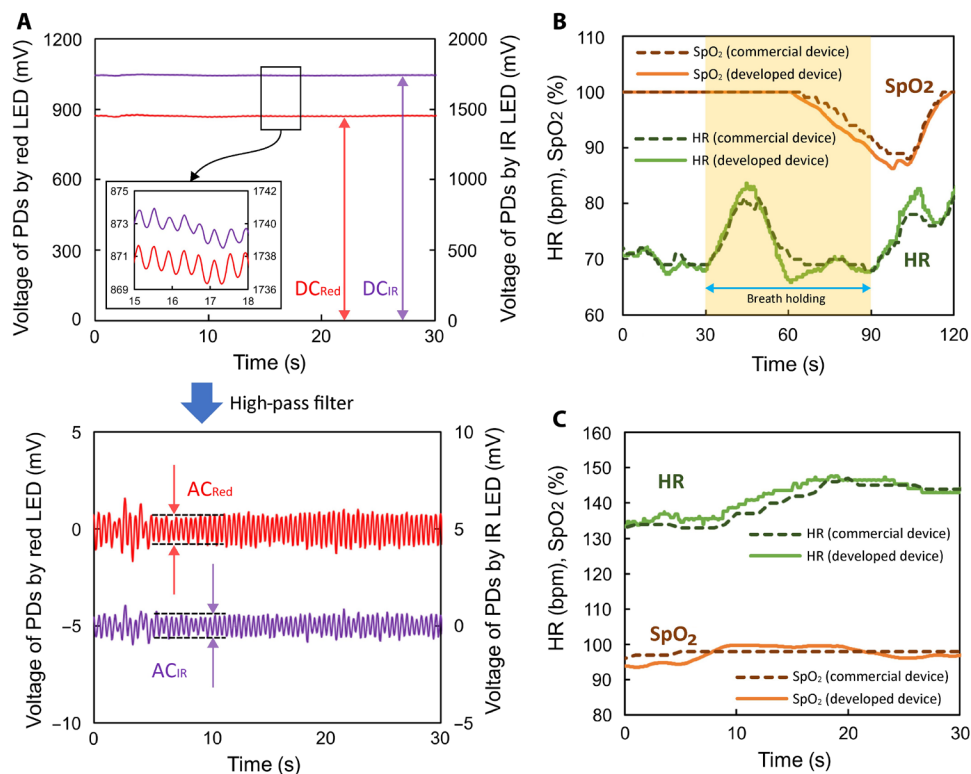 A
1200
900
600
300
0
Voltage of PDs by red LED (mV)
2000
1500
1000
500
0
Voltage of PDs by IR LED (mV)
875
873
871
869
1742
1740
1738
1736
15 16 17 18
DCRed
DCIR
0 10 20 30
Time (s)
High-pass filter
5
0
−5
−10
Voltage of PDs by red LED (mV)
10
5
0
−5
Voltage of PDs by IR LED (mV)
ACRed
ACIR
0 10 20 30
Time (s)
B
110
100
90
80
70
60
HR (bpm), SpO2 (%)
SpO2 (commercial device)
SpO2 (developed device)
SpO2
HR (commercial device)
HR (developed device)
HR
Breath holding
0 30 60 90 120
Time (s)
C
160
150
140
130
120
110
100
90
80
HR (bpm), SpO2 (%)
HR
HR (commercial device)
HR (developed device)
SpO2
SpO2 (commercial device)
SpO2 (developed device)
0 10 20 30
Time (s)